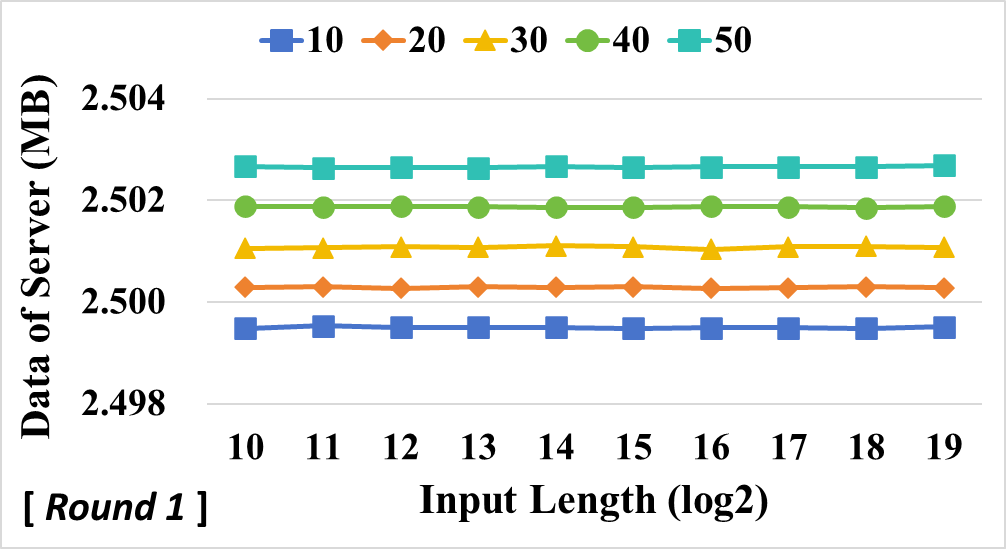 10 20 30 40 50
Data of Server (MB)
2.504
2.502
2.500
2.498
10 11 12 13 14 15 16 17 18 19
Input Length (log2)
[ Round 1 ]